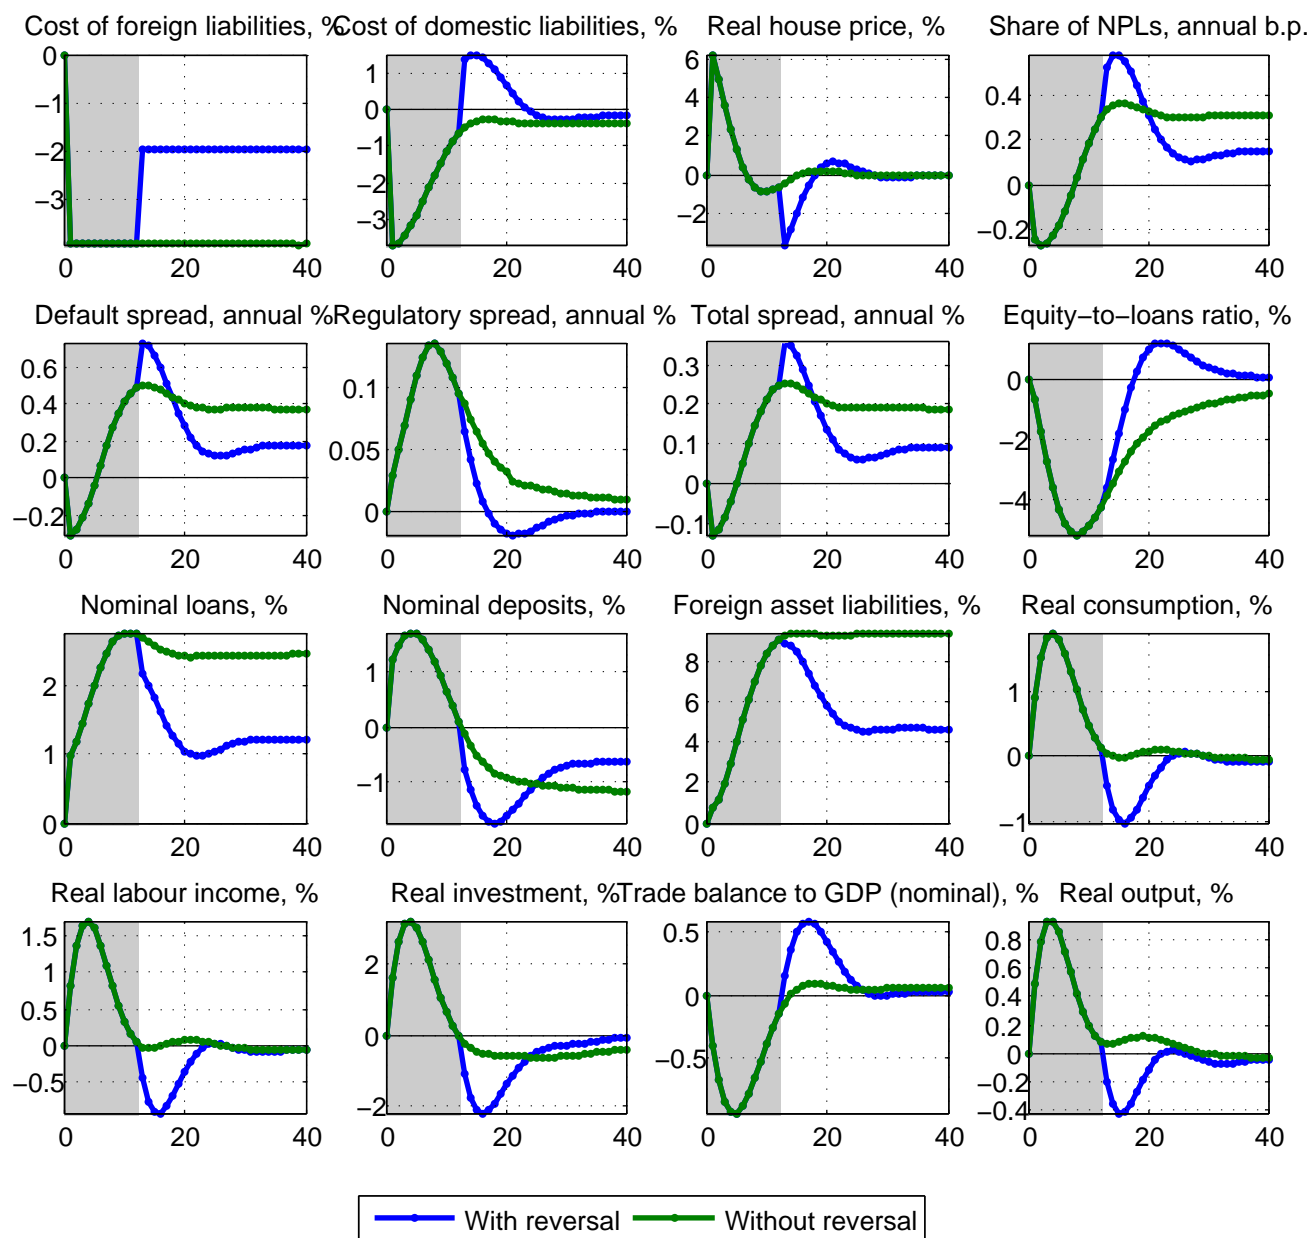 Cost of foreign liabilities, %
Cost of domestic liabilities, %
Real house price, %
Share of NPLs, annual b.p.
0
−1
−2
−3
0 20 40
1
0
−1
−2
−3
0 20 40
6
4
2
0
−2
0 20 40
0.4
0.2
0
−0.2
0 20 40
Default spread, annual %
Regulatory spread, annual %
Total spread, annual %
Equity−to−loans ratio, %
0.6
0.4
0.2
0
−0.2
0 20 40
0.1
0.05
0
0 20 40
0.3
0.2
0.1
0
−0.1
0 20 40
0
−2
−4
0 20 40
Nominal loans, %
Nominal deposits, %
Foreign asset liabilities, %
Real consumption, %
2
1
0
0 20 40
1
0
−1
0 20 40
8
6
4
2
0
0 20 40
1
0
−1
0 20 40
Real labour income, %
Real investment, %
Trade balance to GDP (nominal), %
Real output, %
1.5
1
0.5
0
−0.5
0 20 40
2
0
−2
0 20 40
0.5
0
−0.5
0 20 40
0.8
0.6
0.4
0.2
0
−0.2
−0.4
0 20 40
With reversal
Without reversal